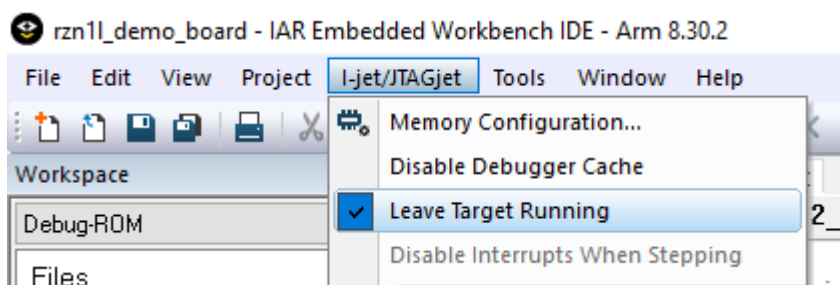 rzn1l_demo_board - IAR Embedded Workbench IDE - Arm 8.30.2
File Edit View Project I-jet/JTAGjet Tools Window Help
Memory Configuration...
Workspace
Disable Debugger Cache
Debug-ROM
Leave Target Running
2_
Disable Interrupts When Stepping
Files